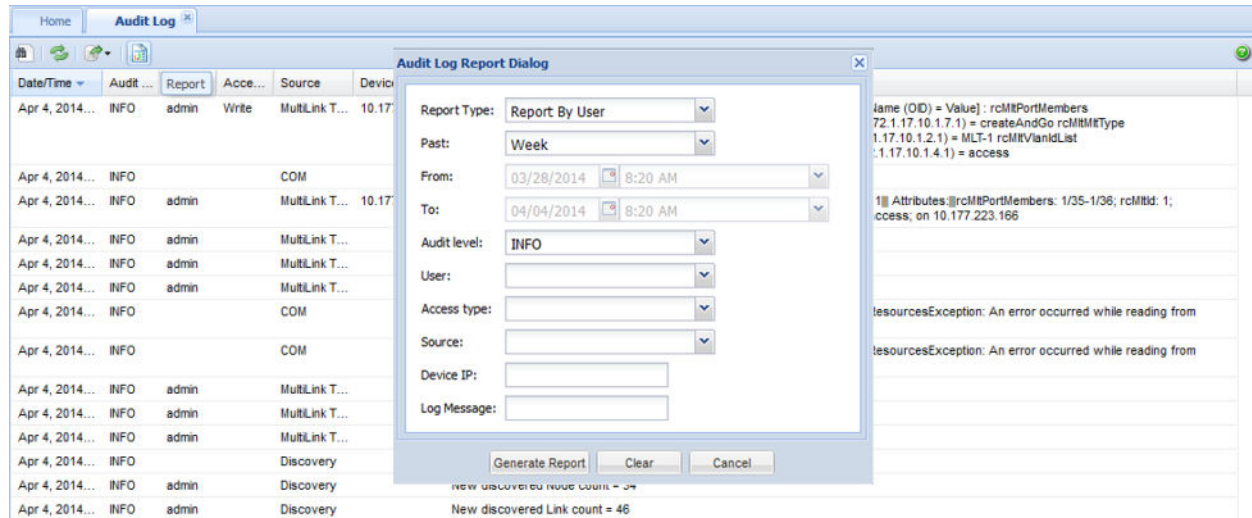 Home Audit Log
Date/Time Audit ... Report Acce... Source Devic
Apr 4, 2014... INFO admin Write MultiLink T... 10.17
Name (OID) = Value] : rcMltPortMembers
72.1.17.10.1.7.1) = createAndGo rcMltMltType
1.17.10.1.2.1) = MLT-1 rcMltVlanIdList
.1.17.10.1.4.1) = access
Apr 4, 2014... INFO COM
Apr 4, 2014... INFO admin MultiLink T... 10.17
1||| Attributes:|||rcMltPortMembers: 1/35-1/36; rcMltId: 1;
access; on 10.177.223.166
Apr 4, 2014... INFO admin MultiLink T...
Apr 4, 2014... INFO admin MultiLink T...
Apr 4, 2014... INFO admin MultiLink T...
Apr 4, 2014... INFO COM
ResourcesException: An error occurred while reading from
Apr 4, 2014... INFO COM
ResourcesException: An error occurred while reading from
Apr 4, 2014... INFO admin MultiLink T...
Apr 4, 2014... INFO admin MultiLink T...
Apr 4, 2014... INFO admin MultiLink T...
Apr 4, 2014... INFO Discovery
Apr 4, 2014... INFO admin Discovery New discovered Node count = 34
Apr 4, 2014... INFO admin Discovery New discovered Link count = 46
Audit Log Report Dialog
Report Type: Report By User
Past: Week
From: 03/28/2014 8:20 AM
To: 04/04/2014 8:20 AM
Audit level: INFO
User:
Access type:
Source:
Device IP:
Log Message:
Generate Report Clear Cancel